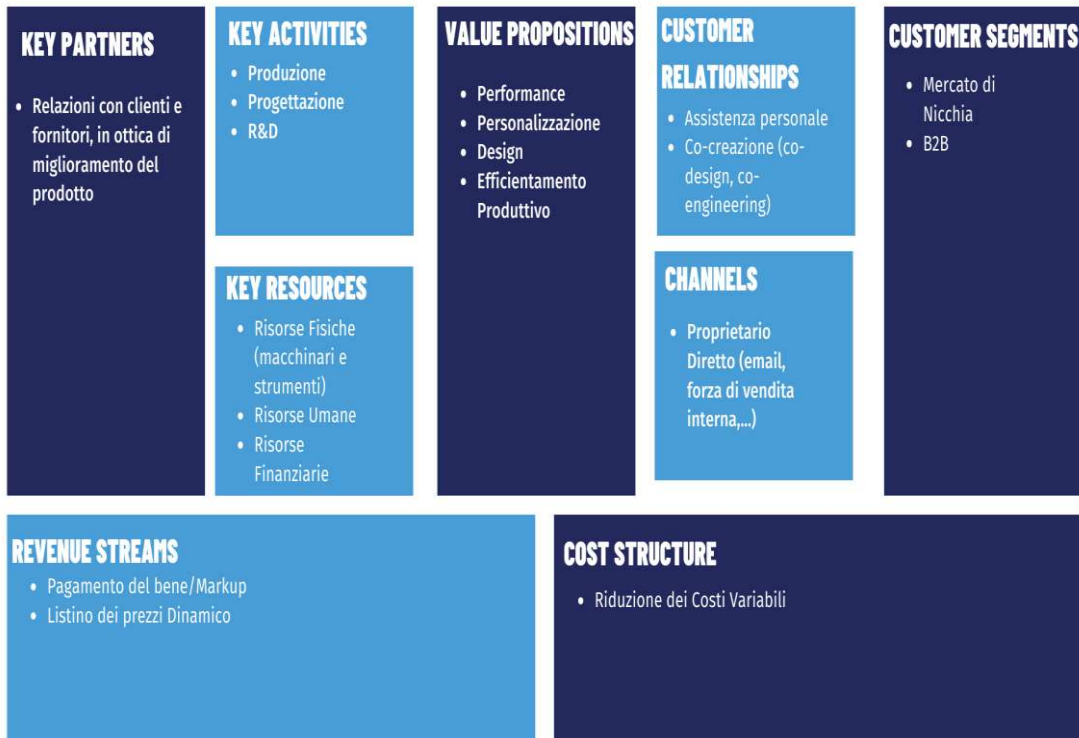 KEY PARTNERS
• Relazioni con clienti e
fornitori, in ottica di
miglioramento del
prodotto
KEY ACTIVITIES
• Produzione
• Progettazione
• R&D
KEY RESOURCES
• Risorse Fisiche
(macchinari e
strumenti)
• Risorse Umane
• Risorse
Finanziarie
VALUE PROPOSITIONS
• Performance
• Personalizzazione
• Design
• Efficientamento
Produttivo
CUSTOMER
RELATIONSHIPS
• Assistenza personale
• Co-creazione (co-
design, co-
engineering)
CHANNELS
• Proprietario
Diretto (email,
forza di vendita
interna,...)
CUSTOMER SEGMENTS
• Mercato di
Nicchia
• B2B
REVENUE STREAMS
• Pagamento del bene/Markup
• Listino dei prezzi Dinamico
COST STRUCTURE
• Riduzione dei Costi Variabili